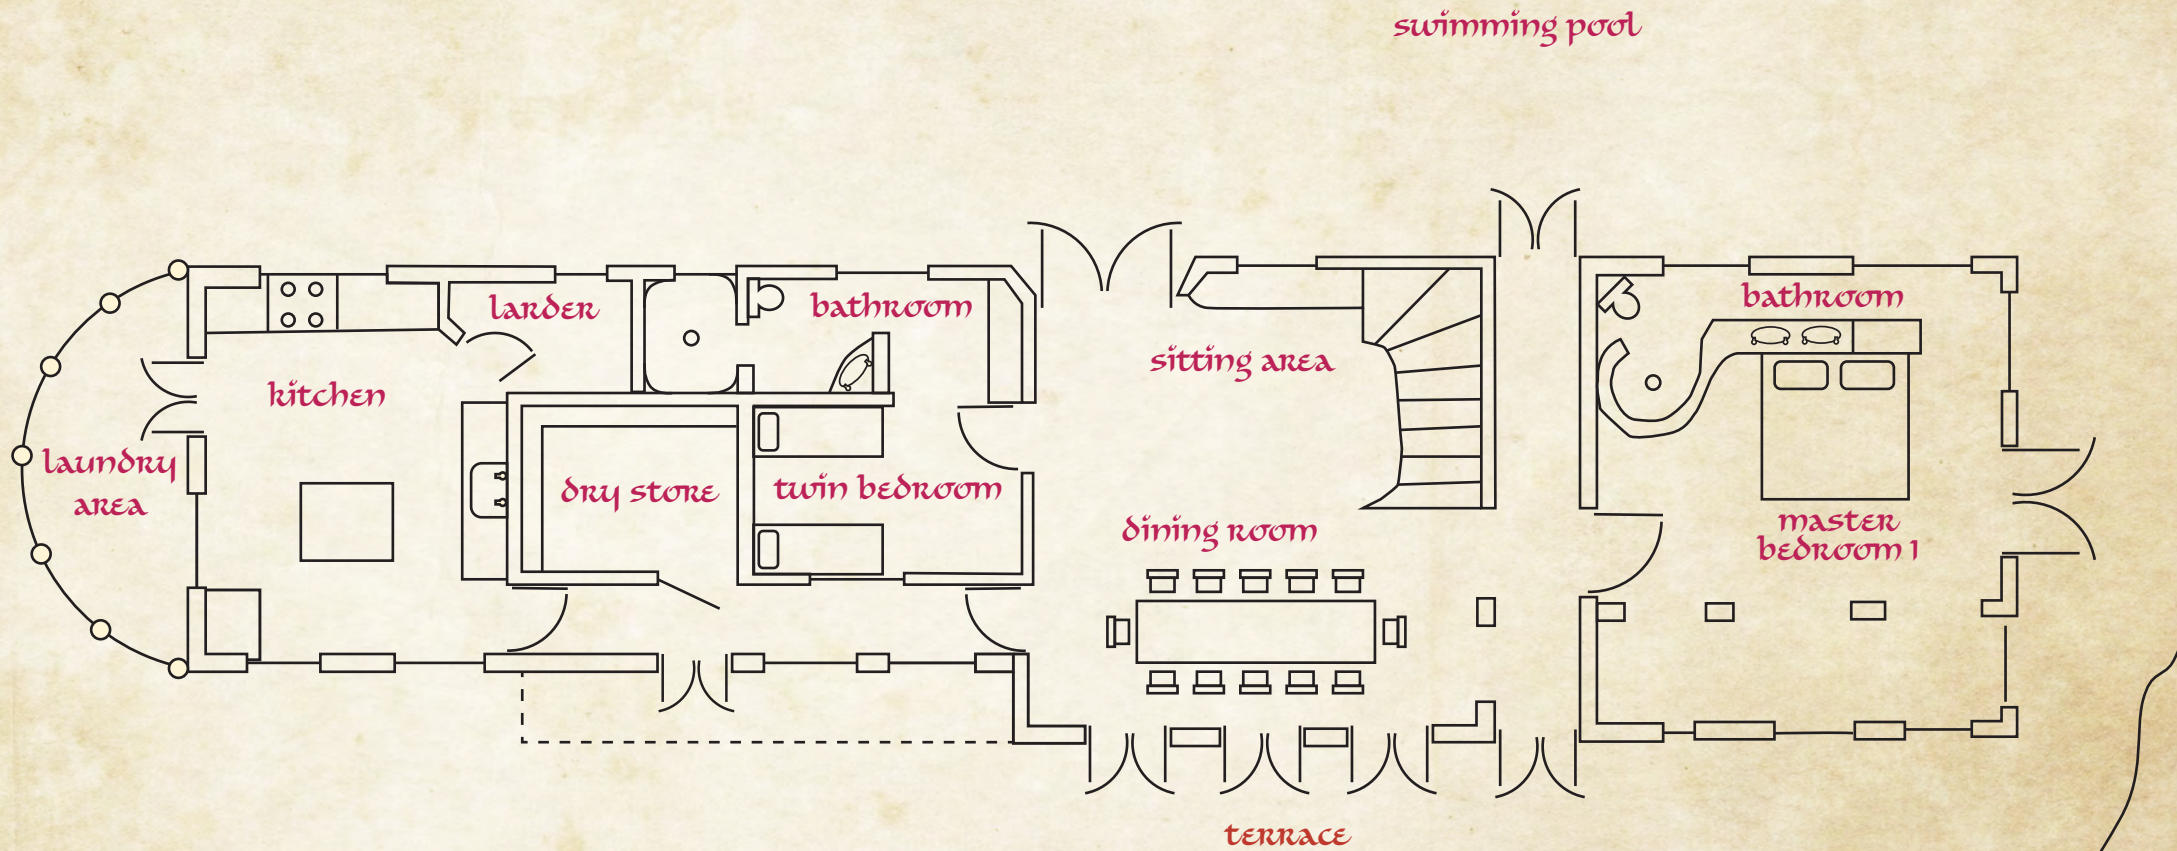 swimming pool
larder
bathroom
bathroom
sitting area
kitchen
laundry
area
dry store
twin bedroom
dining room
master
bedroom 1
terrace